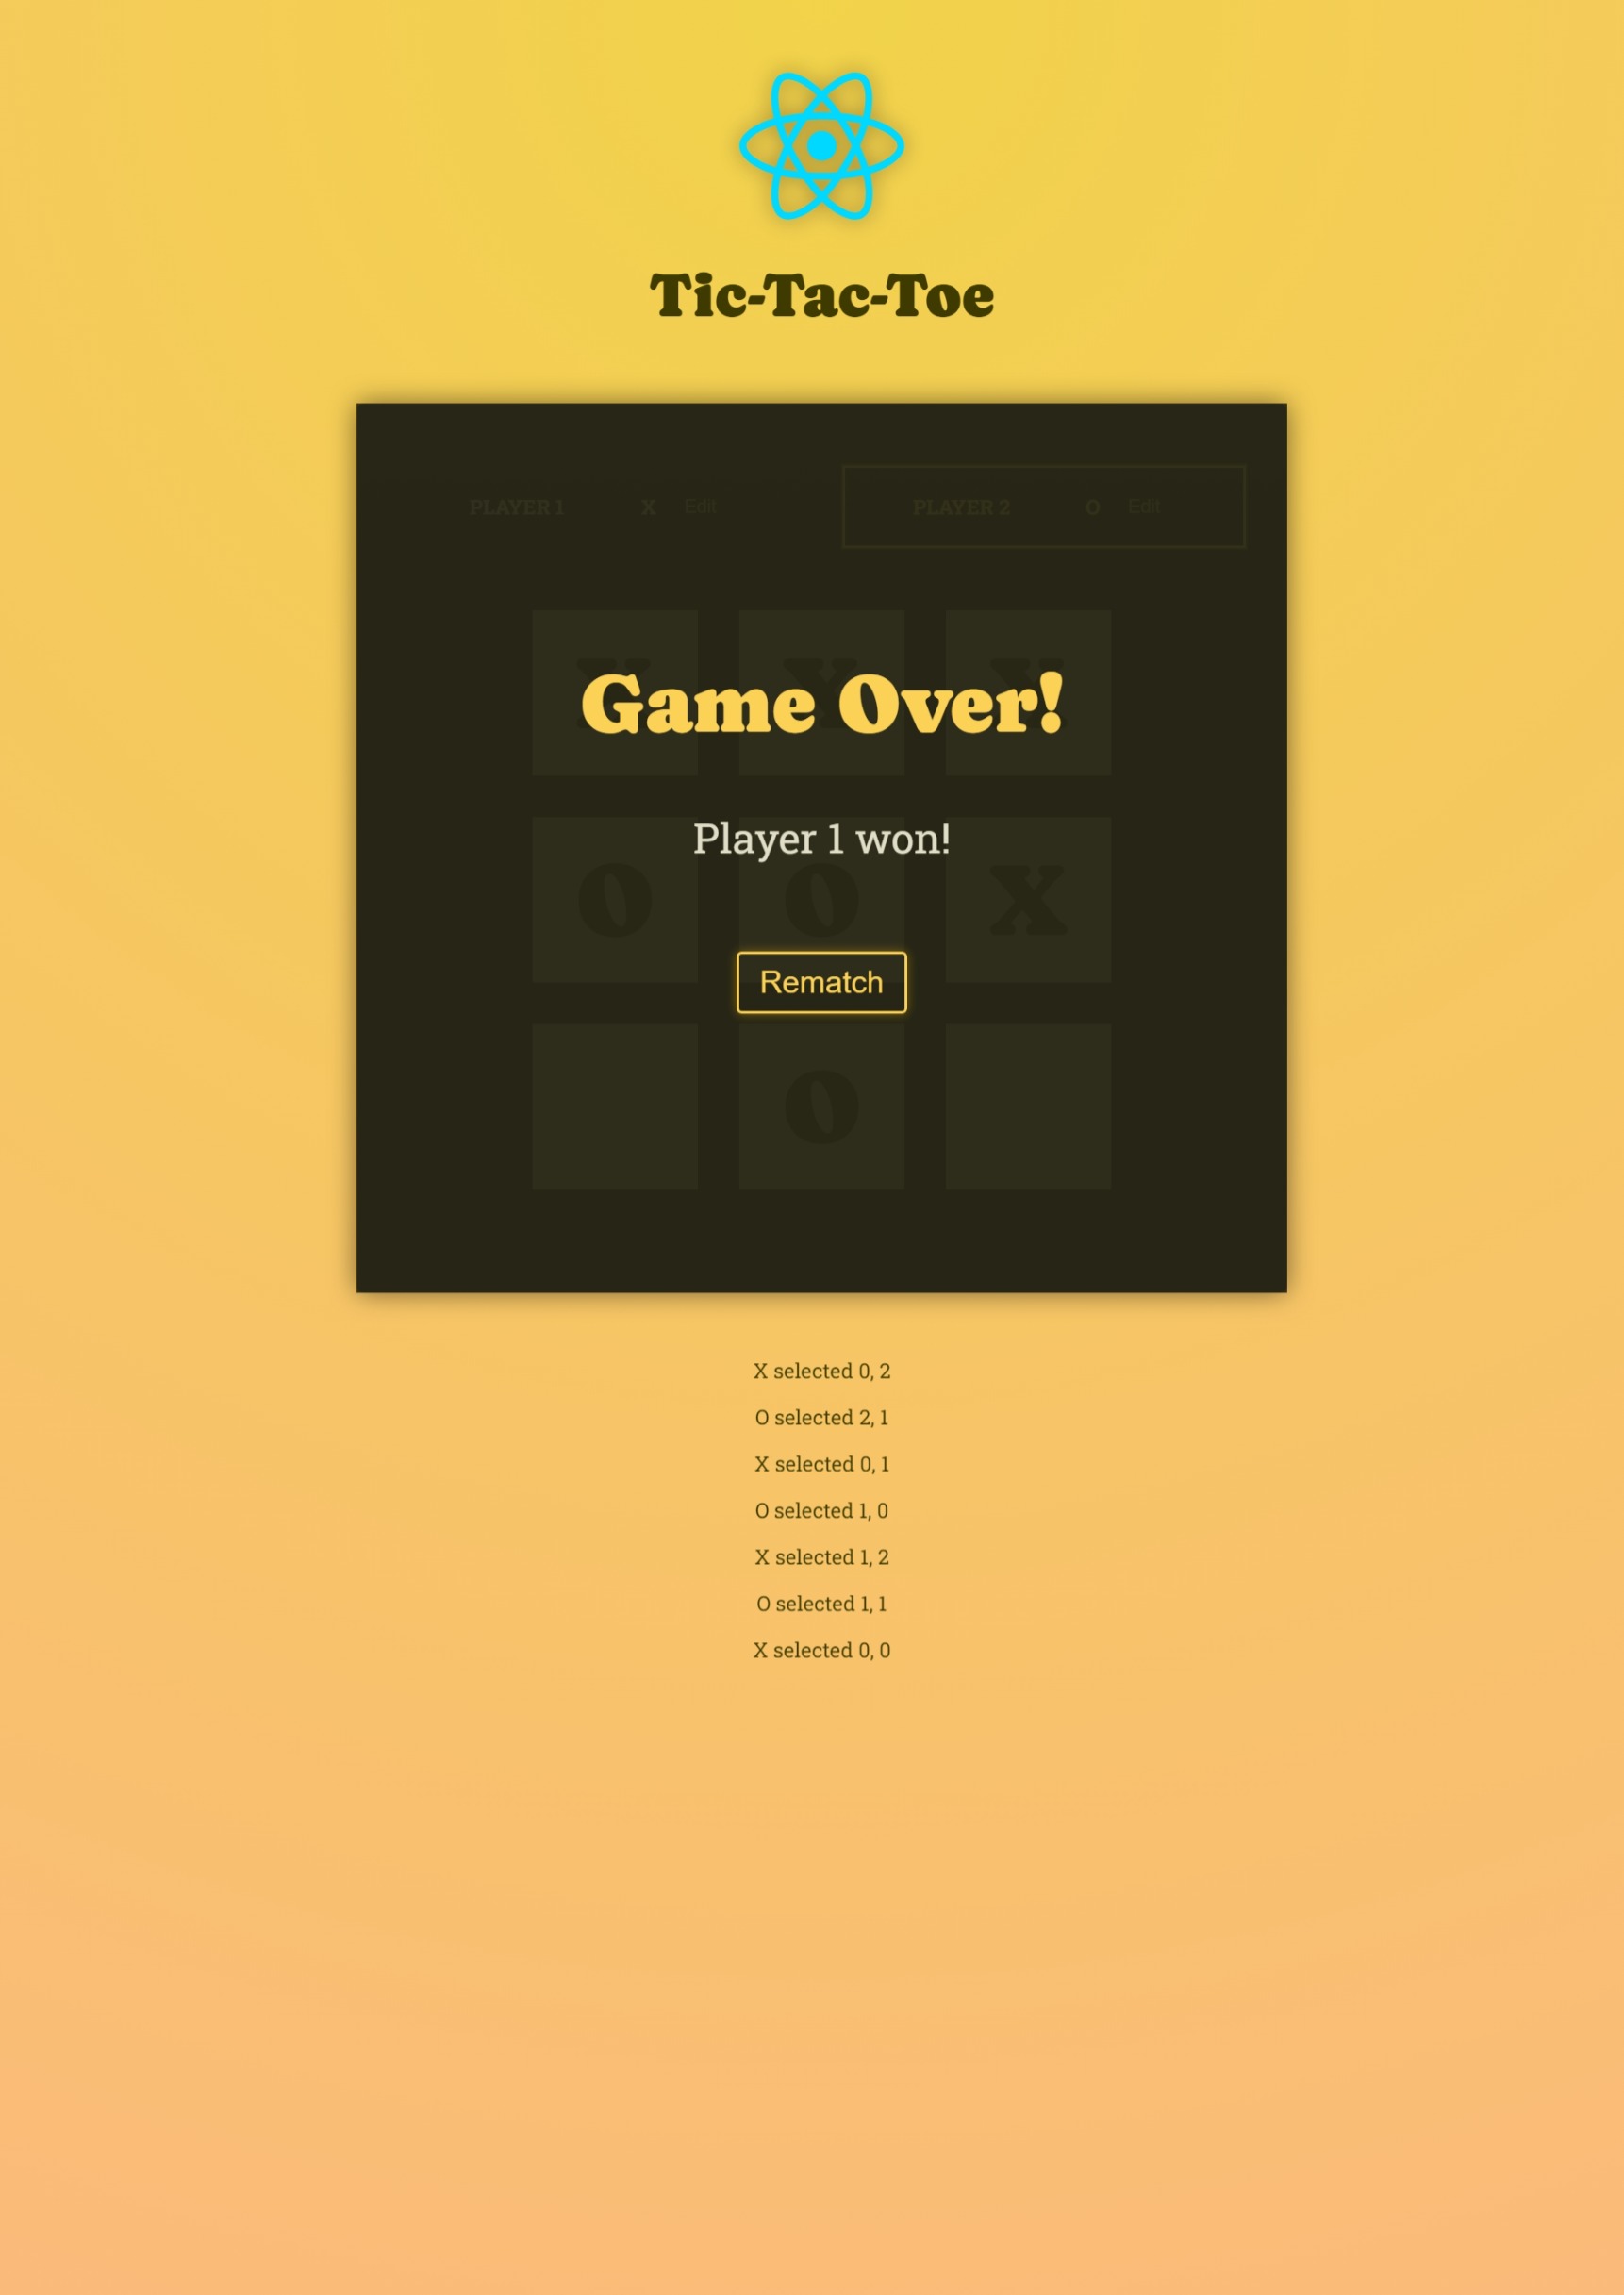 Tic-Tac-Toe
PLAYER 1 X Edit PLAYER 2 O Edit
X X X
Game Over!
Player 1 won!
O O X
Rematch
O
X selected 0, 2
O selected 2, 1
X selected 0, 1
O selected 1, 0
X selected 1, 2
O selected 1, 1
X selected 0, 0